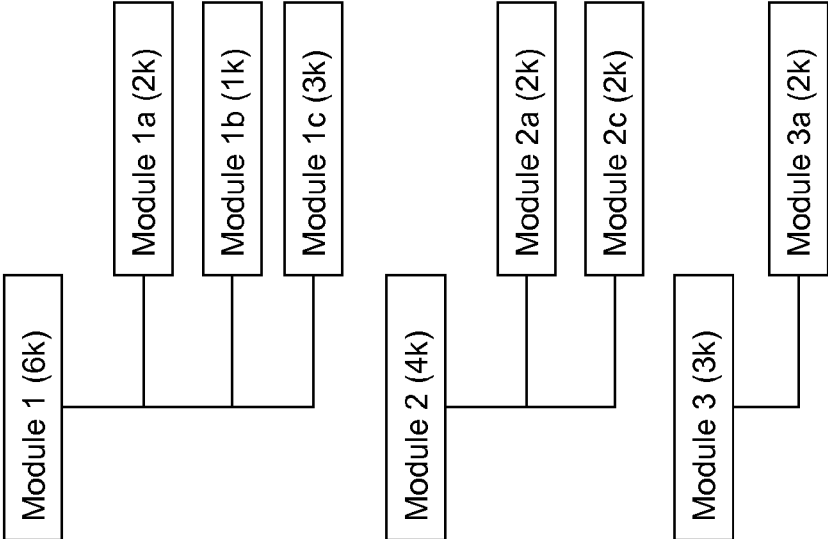 Module 1 (6k)
Module 1a (2k)
Module 1b (1k)
Module 1c (3k)
Module 2 (4k)
Module 2a (2k)
Module 2c (2k)
Module 3 (3k)
Module 3a (2k)